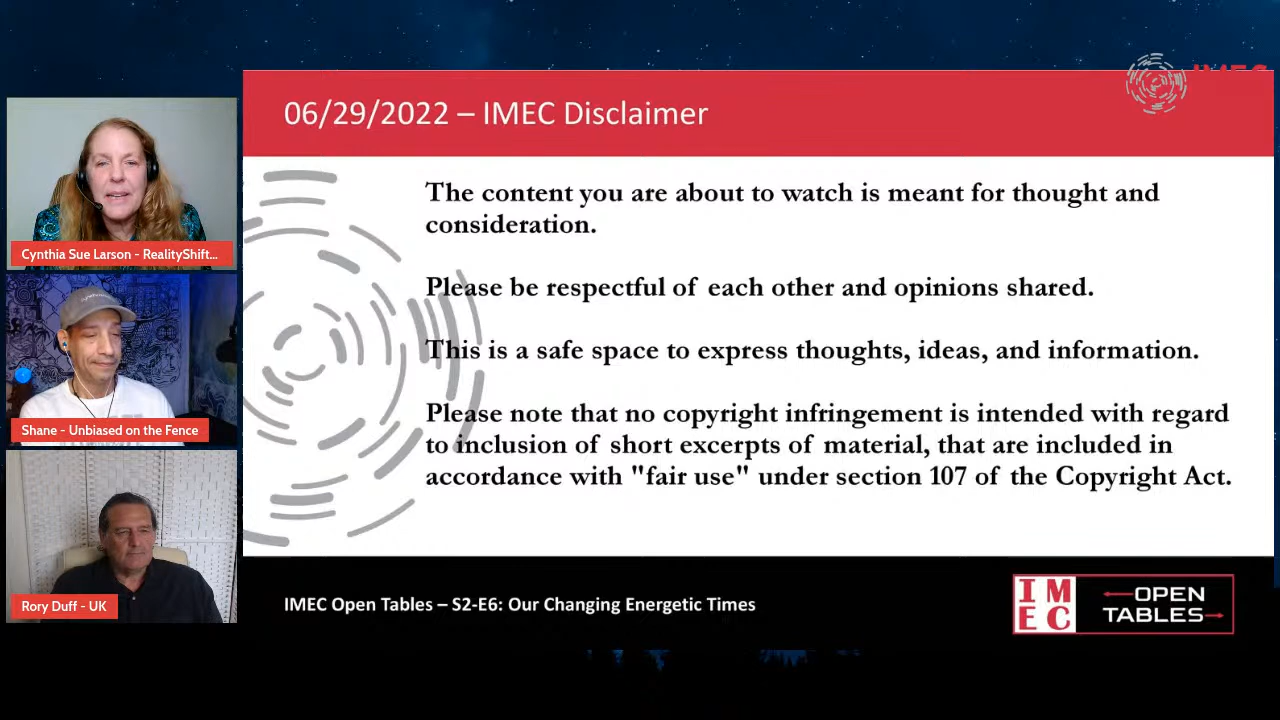 06/29/2022 – IMEC Disclaimer
The content you are about to watch is meant for thought and
consideration.
Please be respectful of each other and opinions shared.
This is a safe space to express thoughts, ideas, and information.
Please note that no copyright infringement is intended with regard
to inclusion of short excerpts of material, that are included in
accordance with "fair use" under section 107 of the Copyright Act.
Cynthia Sue Larson - RealityShift...
Shane - Unbiased on the Fence
Rory Duff - UK
IMEC Open Tables – S2-E6: Our Changing Energetic Times
IM
EC
OPEN
TABLES